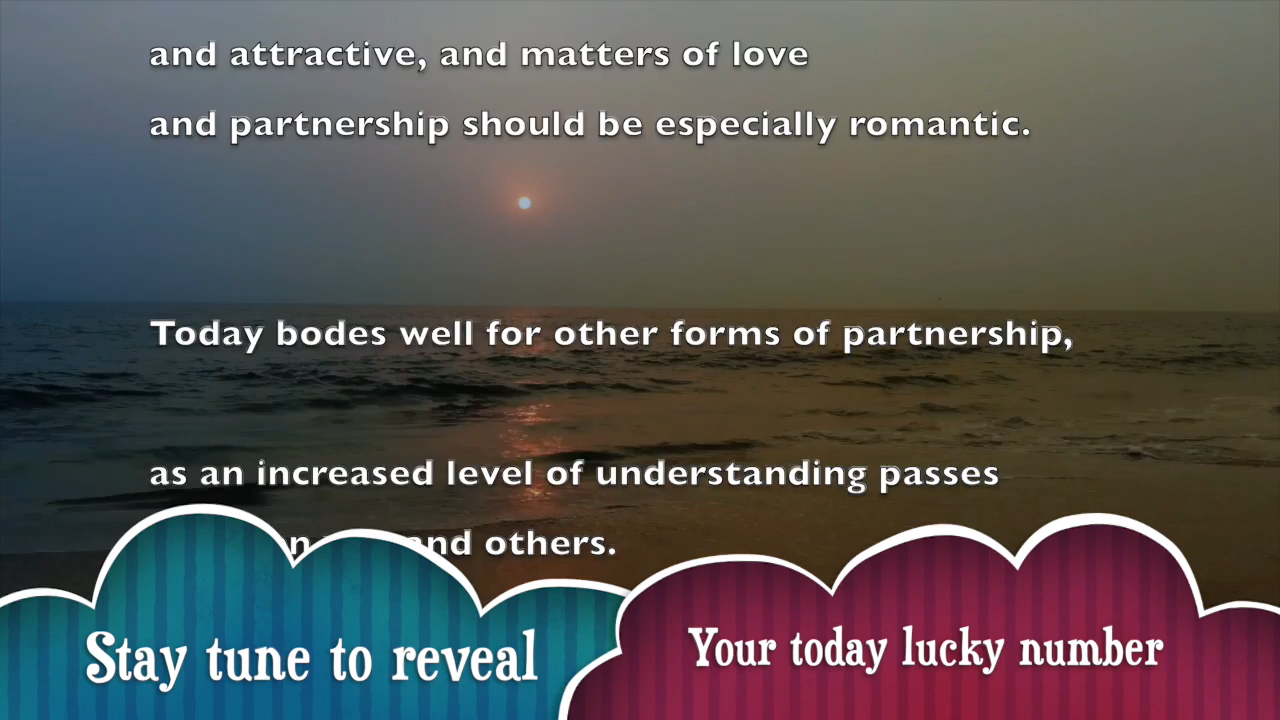 and attractive, and matters of love
and partnership should be especially romantic.
Today bodes well for other forms of partnership,
as an increased level of understanding passes
and others.
Stay tune to reveal
Your today lucky number